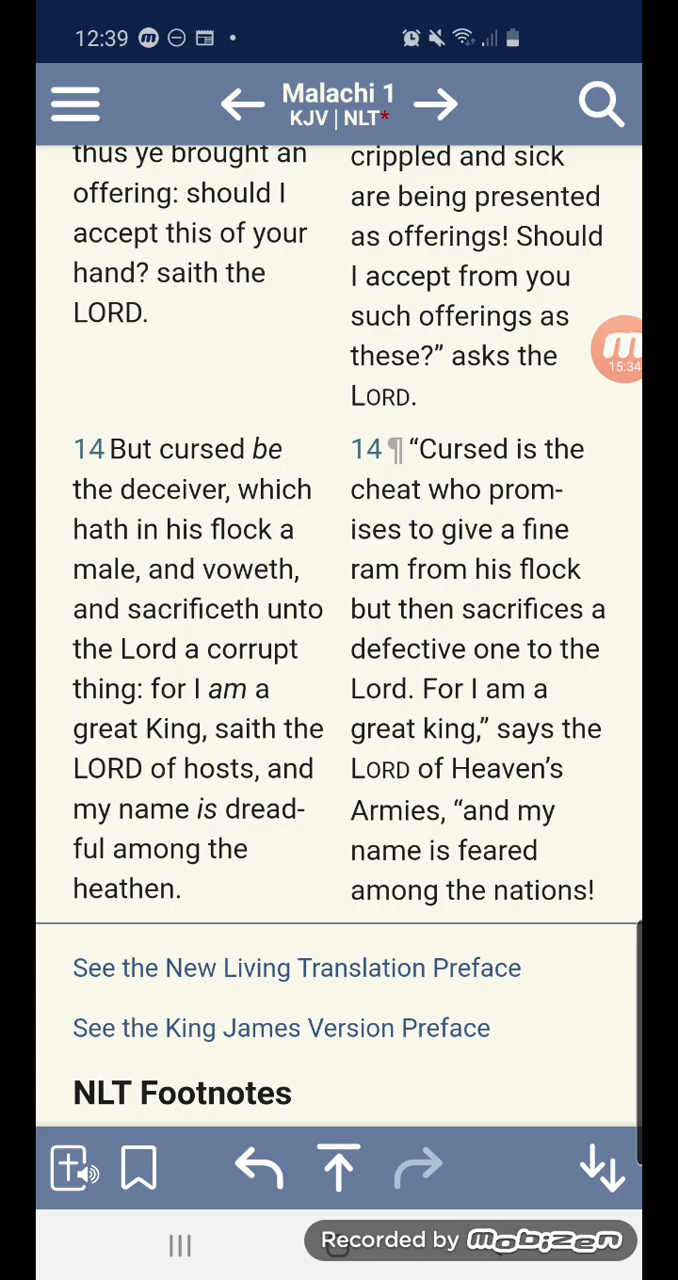 12:39
Malachi 1
KJV | NLT*
thus ye brought an
offering: should I
accept this of your
hand? saith the
LORD.
crippled and sick
are being presented
as offerings! Should
I accept from you
such offerings as
these?” asks the
LORD.
15:34
14 But cursed be
the deceiver, which
hath in his flock a
male, and voweth,
and sacrificeth unto
the Lord a corrupt
thing: for I am a
great King, saith the
LORD of hosts, and
my name is dread-
ful among the
heathen.
14 ¶ “Cursed is the
cheat who prom-
ises to give a fine
ram from his flock
but then sacrifices a
defective one to the
Lord. For I am a
great king,” says the
LORD of Heaven’s
Armies, “and my
name is feared
among the nations!
See the New Living Translation Preface
See the King James Version Preface
NLT Footnotes
Recorded by mobizen